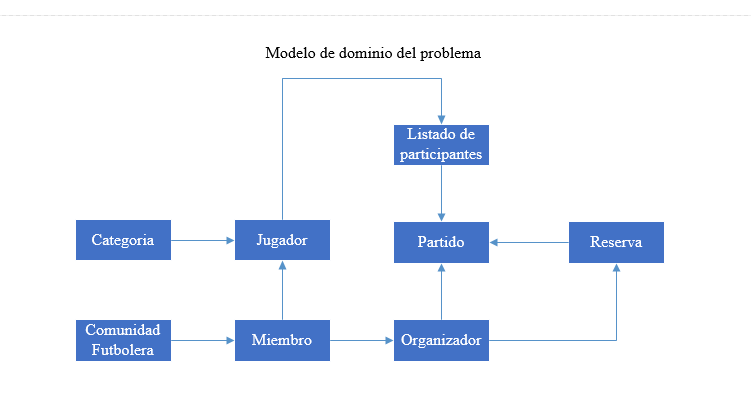 Modelo de dominio del problema
Listado de
participantes
Categoria
Jugador
Partido
Reserva
Comunidad
Futbolera
Miembro
Organizador